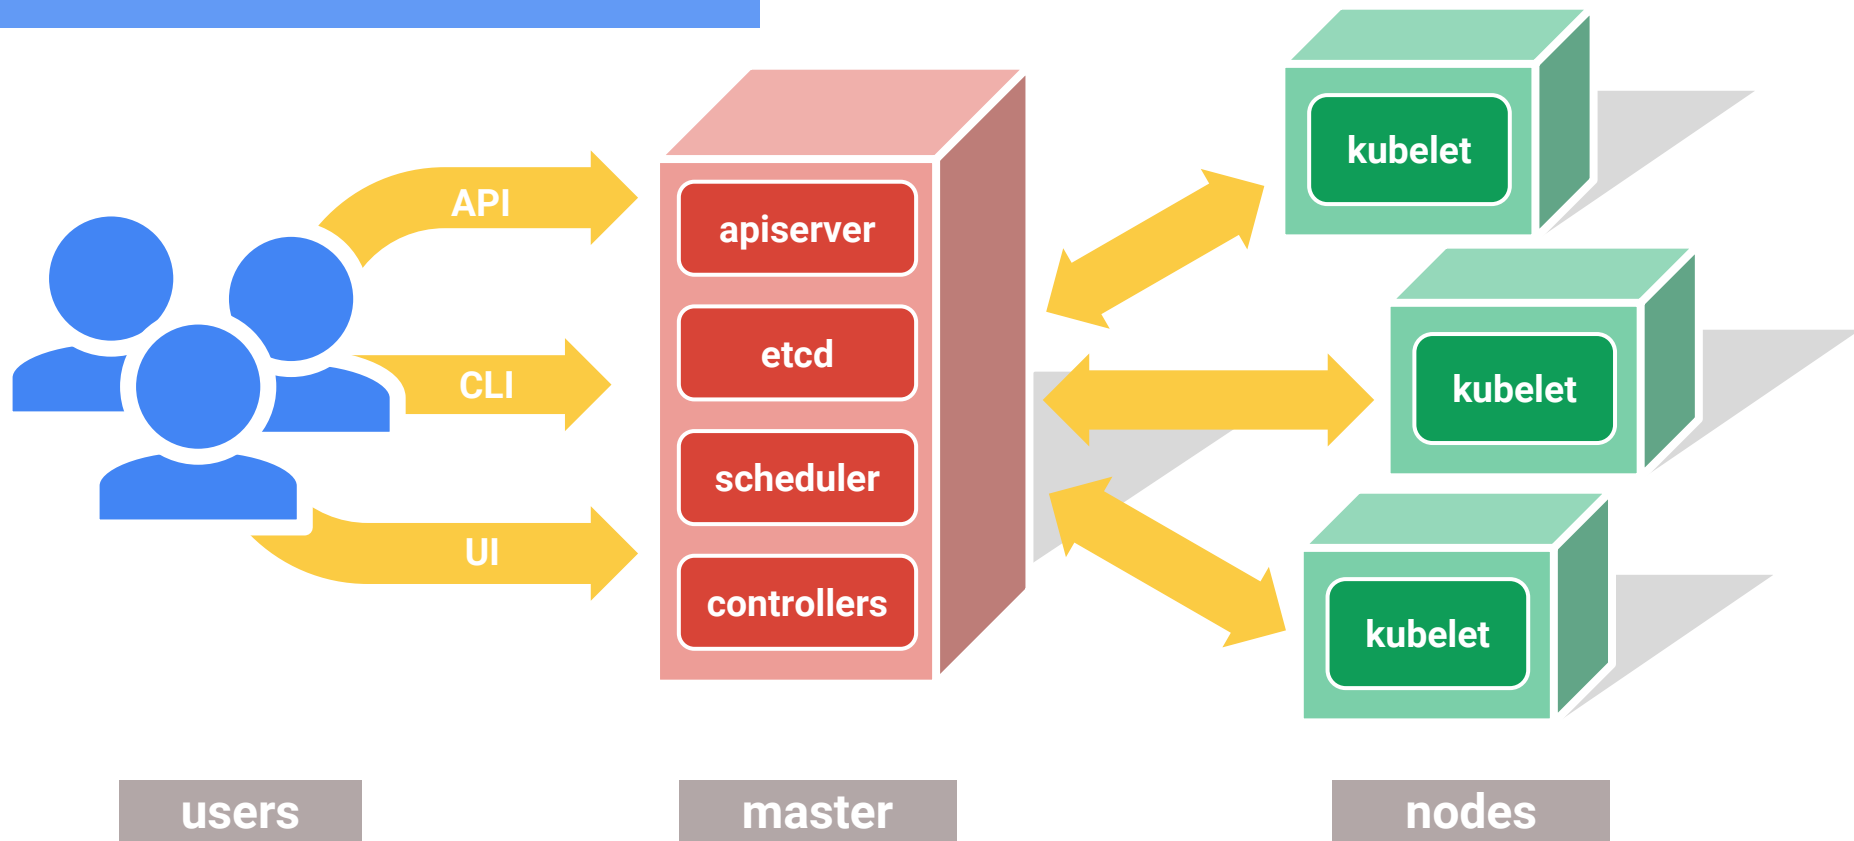 API
CLI
UI
apiserver
etcd
scheduler
controllers
kubelet
kubelet
kubelet
users
master
nodes